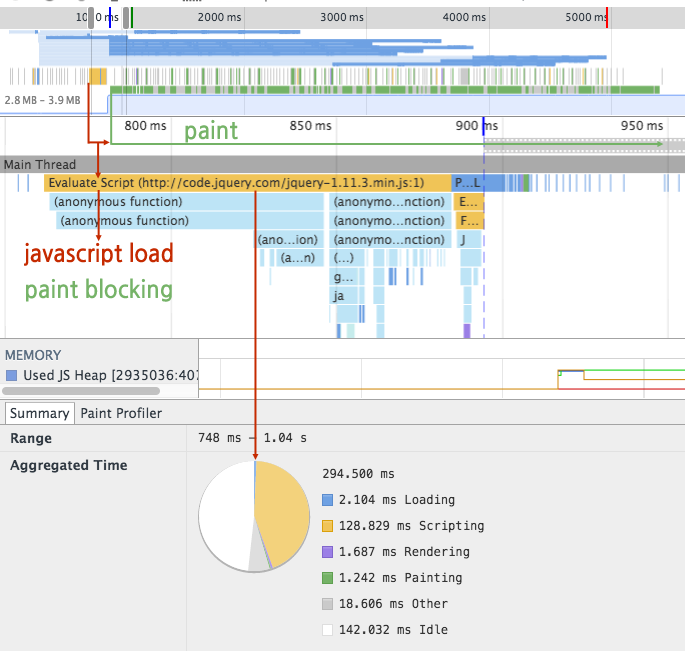 2000 ms 3000 ms 4000 ms 5000 ms
2.8 MB – 3.9 MB
800 ms 850 ms 900 ms 950 ms
paint
Main Thread
Evaluate Script (http://code.jquery.com/jquery-1.11.3.min.js:1) P...L
(anonymous function) (anonymo...nction) E...
(anonymous function) (anonymo...nction) F...
(ano...ion) (anonymo...nction) J
(a...n) (...)
g...
ja
javascript load
paint blocking
MEMORY
Used JS Heap [2935036:40
Summary Paint Profiler
Range 748 ms – 1.04 s
Aggregated Time
294.500 ms
2.104 ms Loading
128.829 ms Scripting
1.687 ms Rendering
1.242 ms Painting
18.606 ms Other
142.032 ms Idle